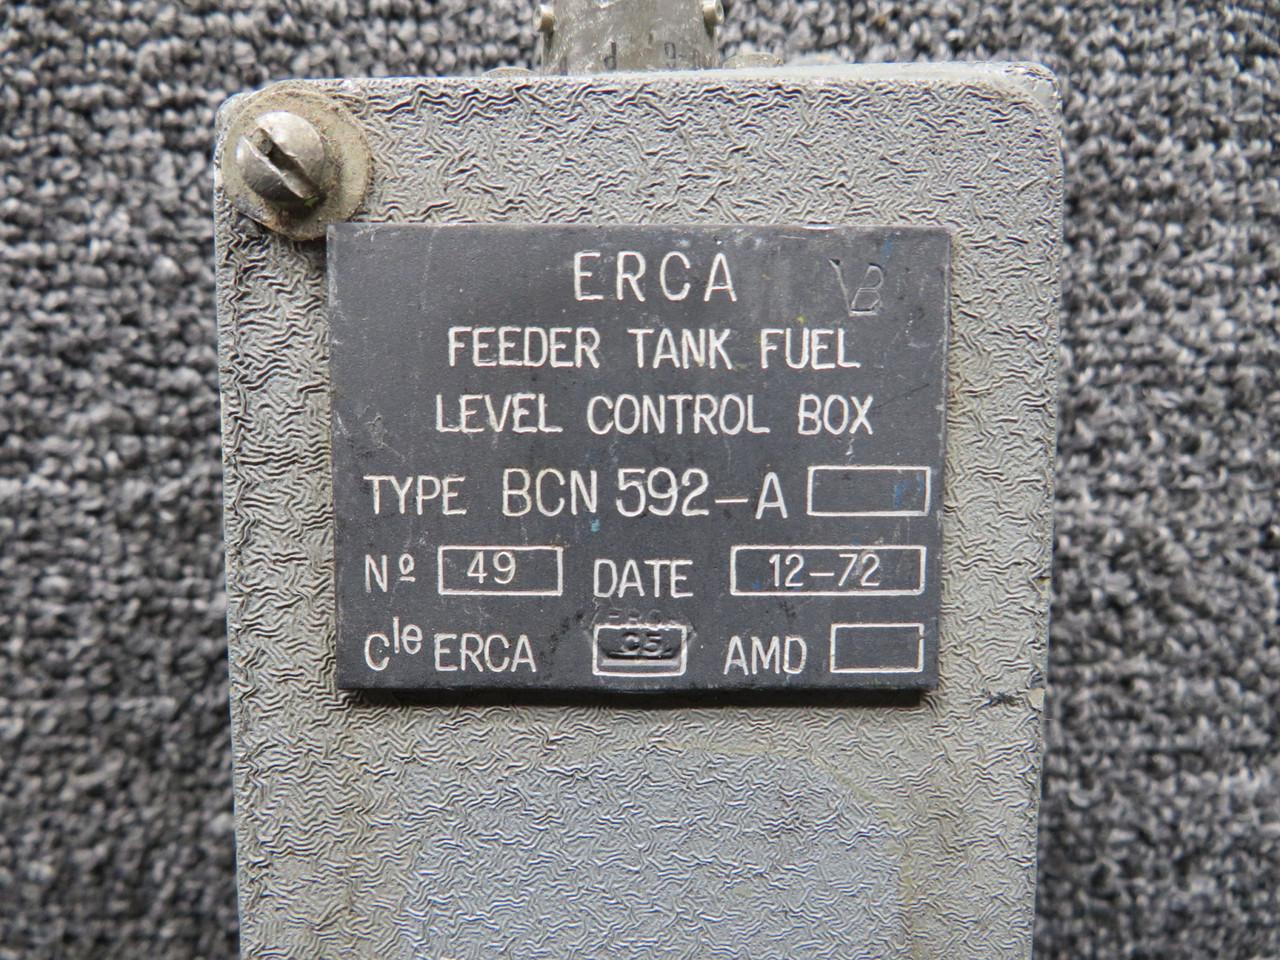 ERCA VB
FEEDER TANK FUEL
LEVEL CONTROL BOX
TYPE BCN 592-A
Nº 49 DATE 12-72
Cle ERCA C5 AMD